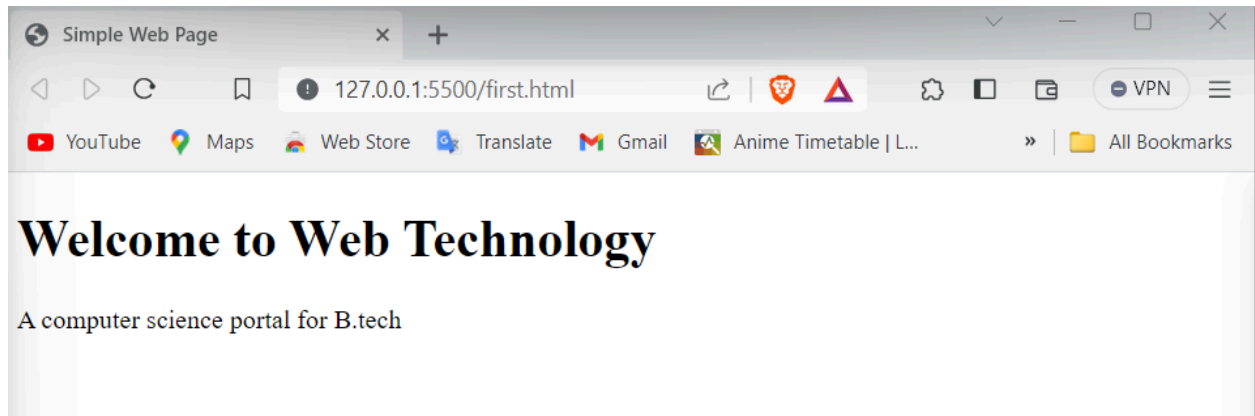 Simple Web Page
127.0.0.1:5500/first.html VPN
YouTube Maps Web Store Translate Gmail Anime Timetable | L... » All Bookmarks
Welcome to Web Technology
A computer science portal for B.tech